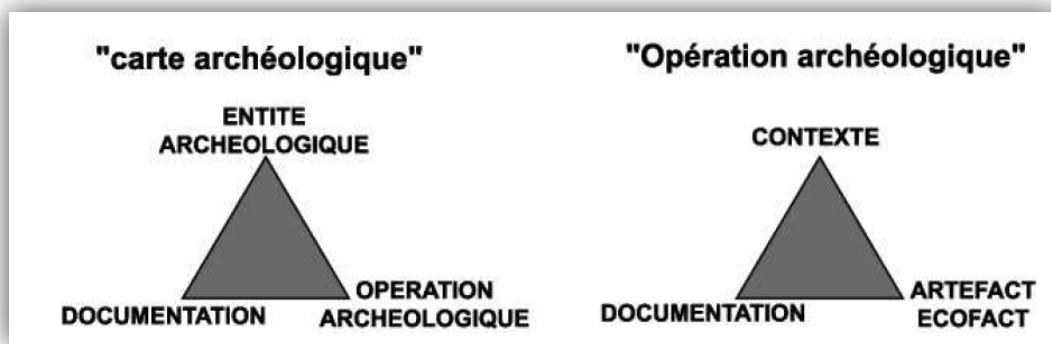 "carte archéologique"
ENTITE
ARCHEOLOGIQUE
DOCUMENTATION
OPERATION
ARCHEOLOGIQUE
"Opération archéologique"
CONTEXTE
DOCUMENTATION
ARTEFACT
ECOFACT